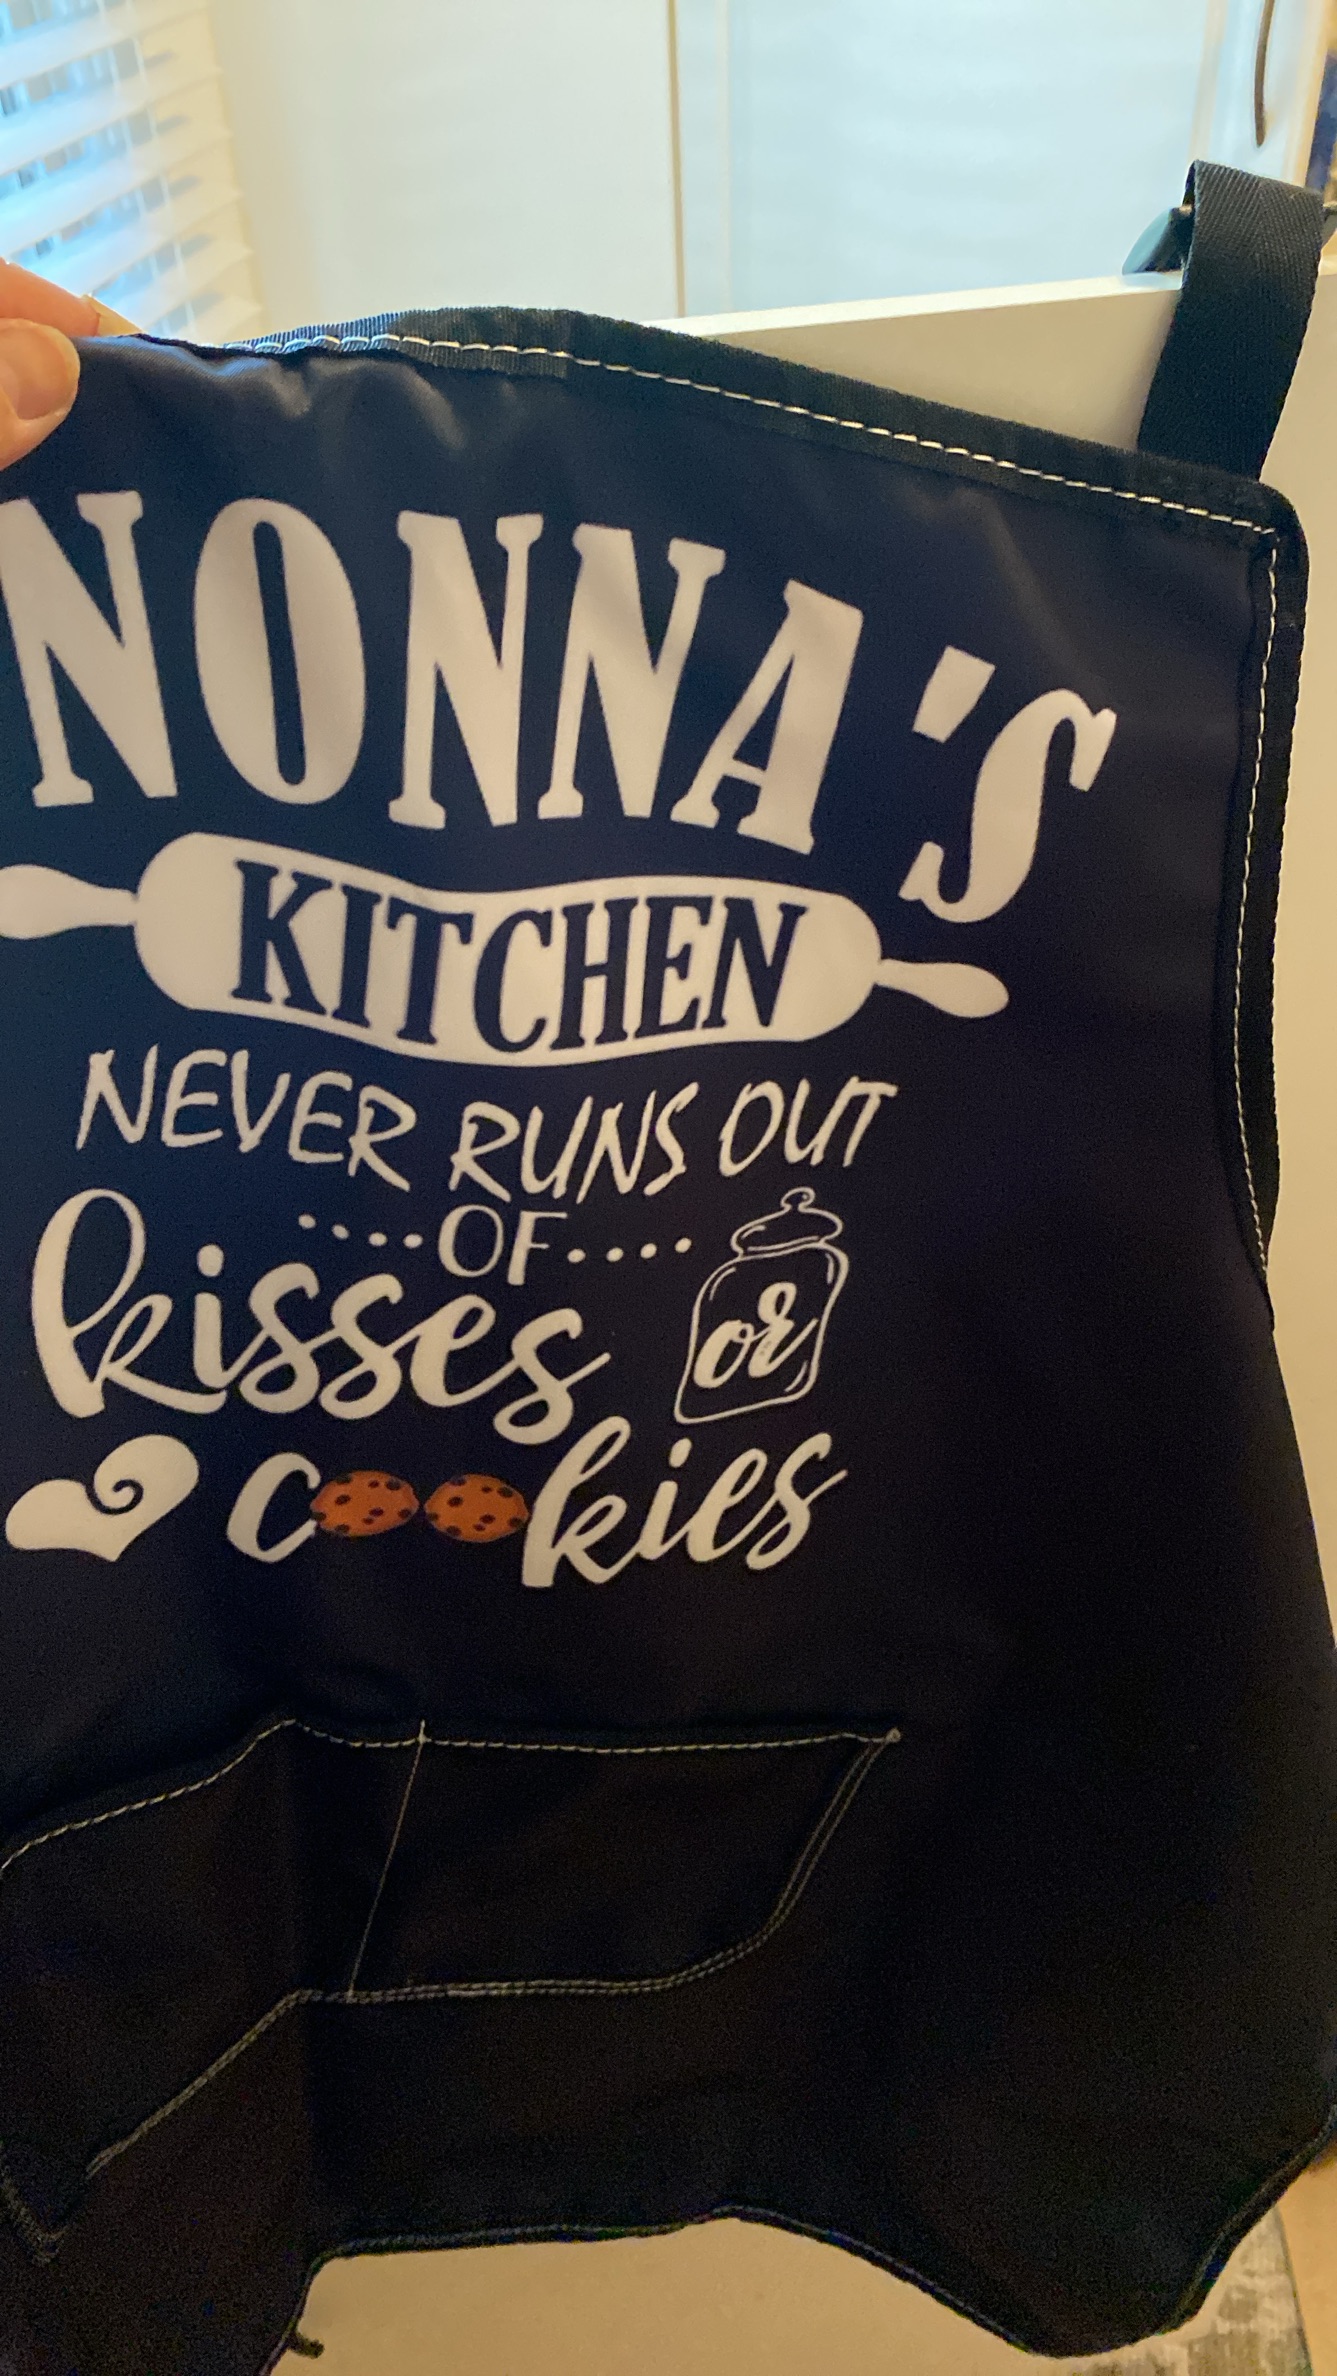 NONNA'S
KITCHEN
NEVER RUNS OUT
....OF....
kisses or
cookies